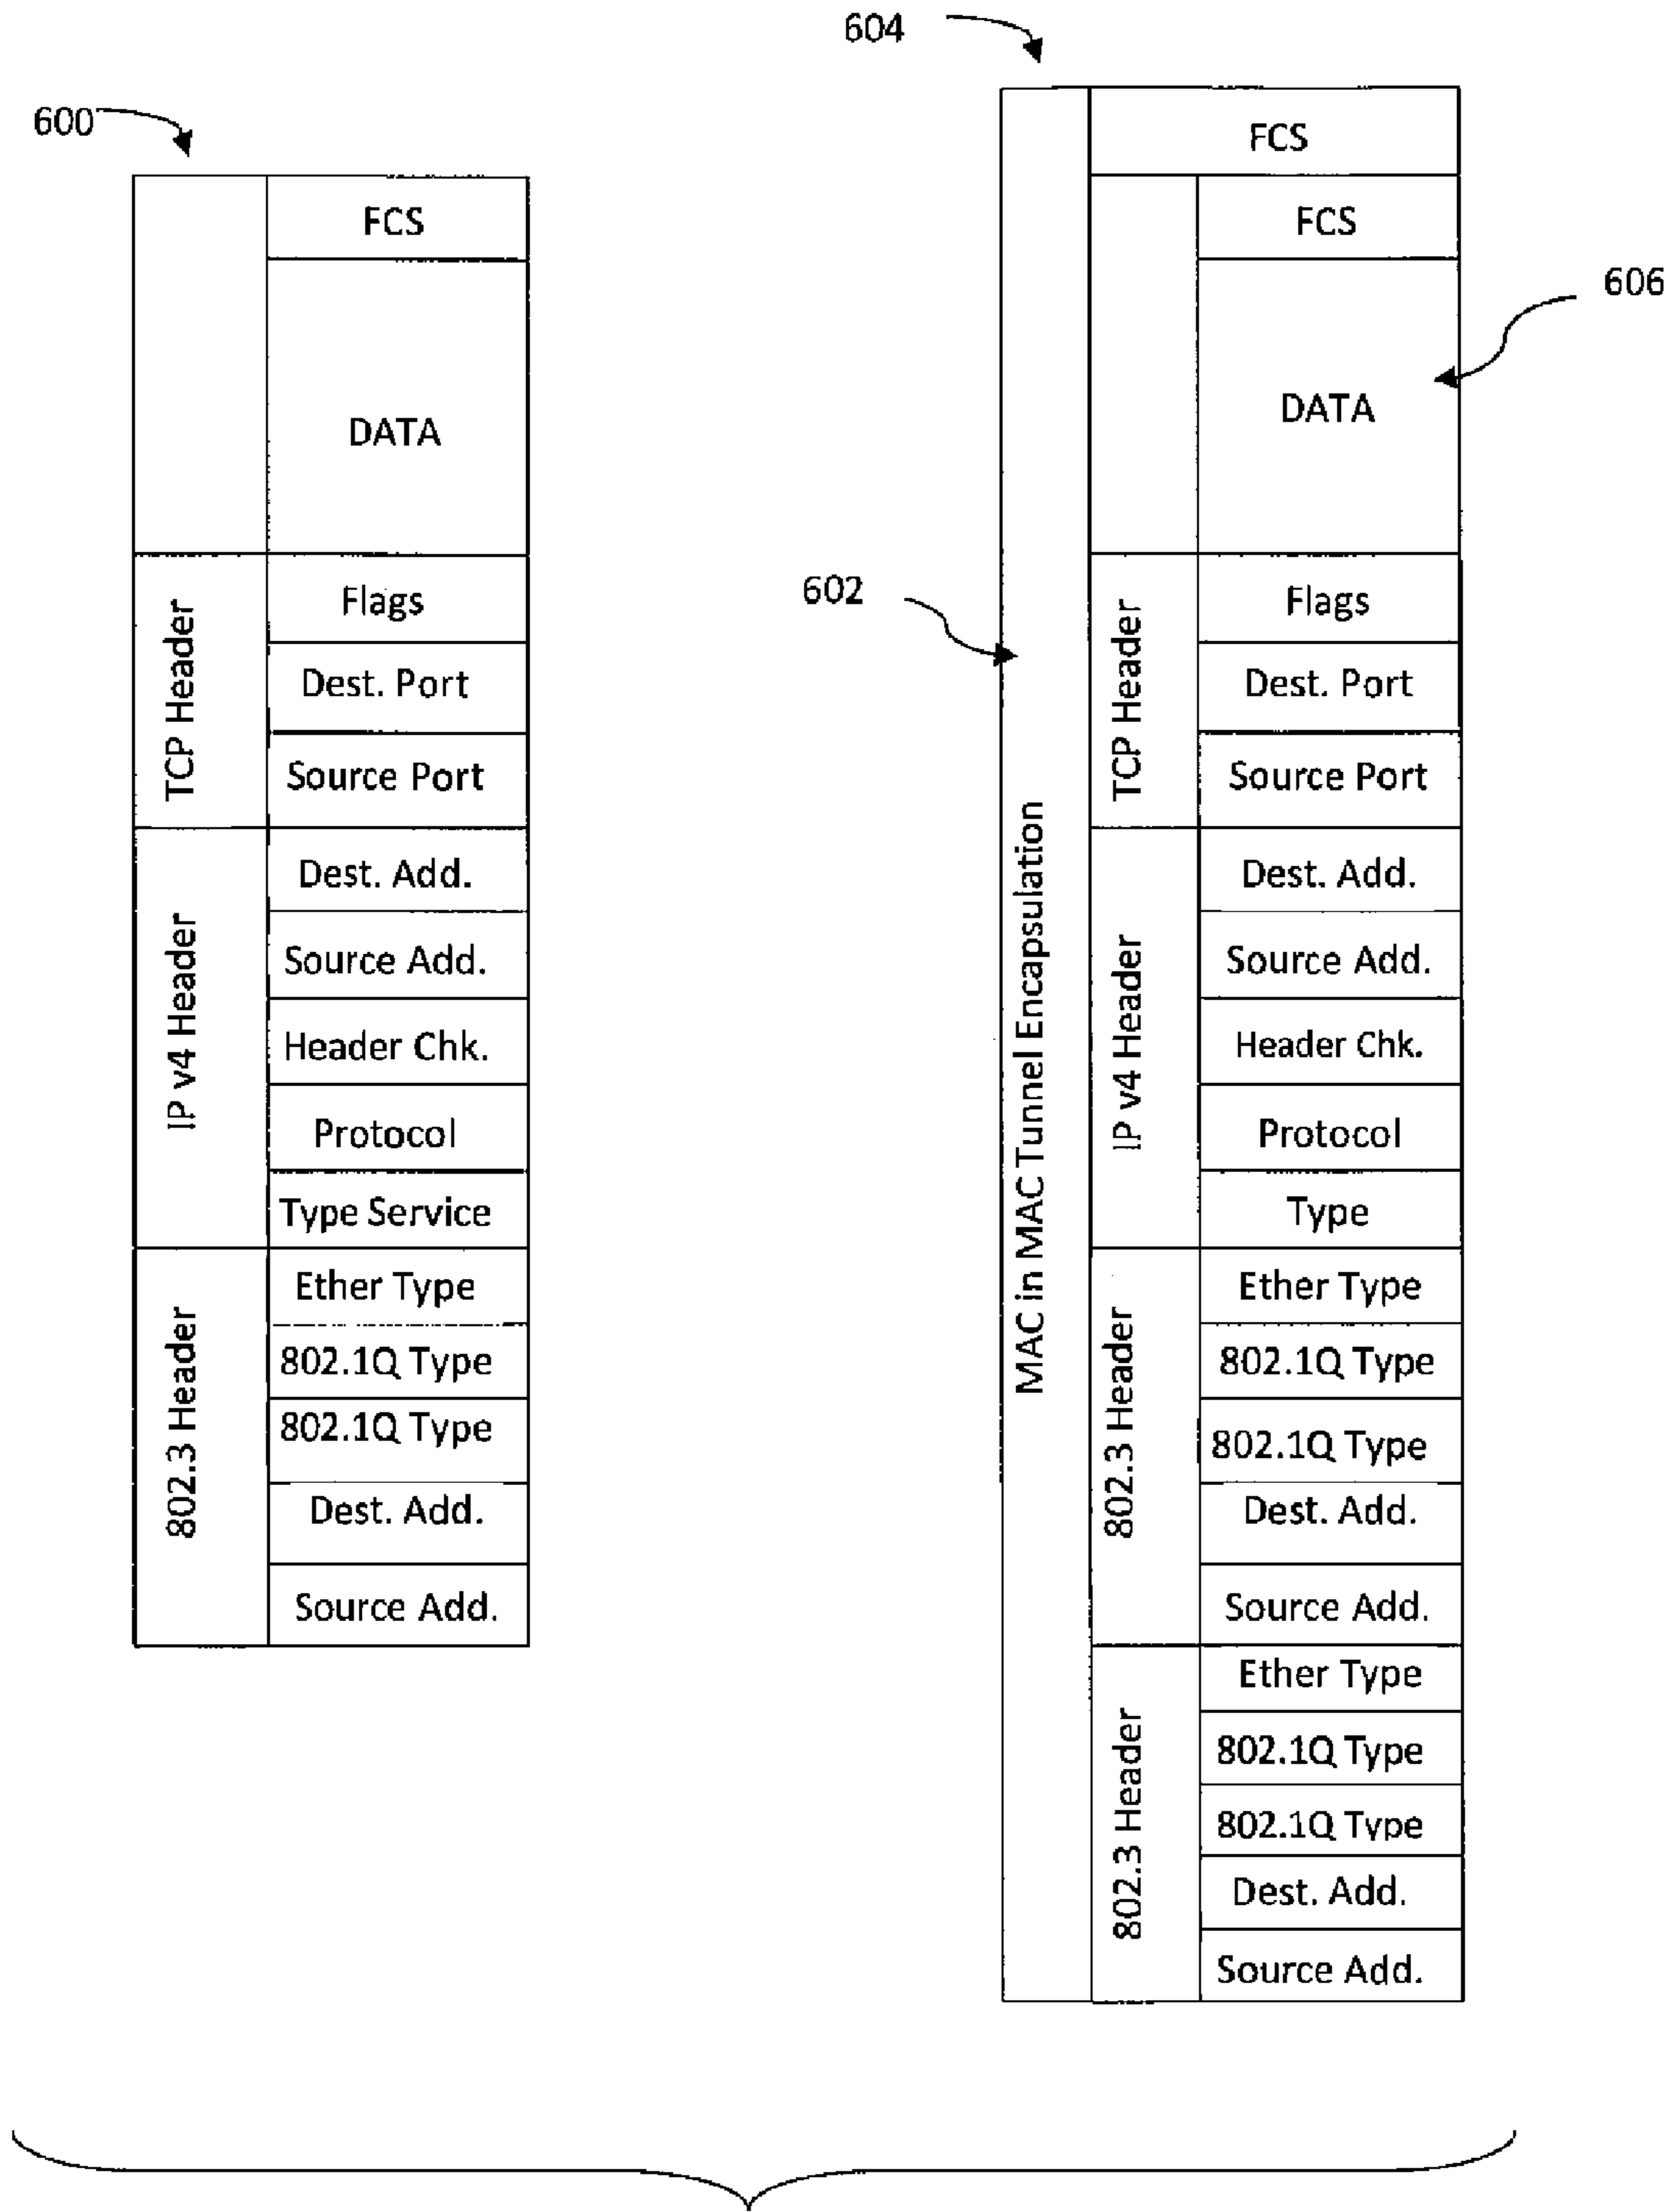 600
FCS
DATA
TCP Header
Flags
Dest. Port
Source Port
IP v4 Header
Dest. Add.
Source Add.
Header Chk.
Protocol
Type Service
802.3 Header
Ether Type
802.1Q Type
802.1Q Type
Dest. Add.
Source Add.
604
602
606
MAC in MAC Tunnel Encapsulation
FCS
FCS
DATA
TCP Header
Flags
Dest. Port
Source Port
IP v4 Header
Dest. Add.
Source Add.
Header Chk.
Protocol
Type
802.3 Header
Ether Type
802.1Q Type
802.1Q Type
Dest. Add.
Source Add.
802.3 Header
Ether Type
802.1Q Type
802.1Q Type
Dest. Add.
Source Add.